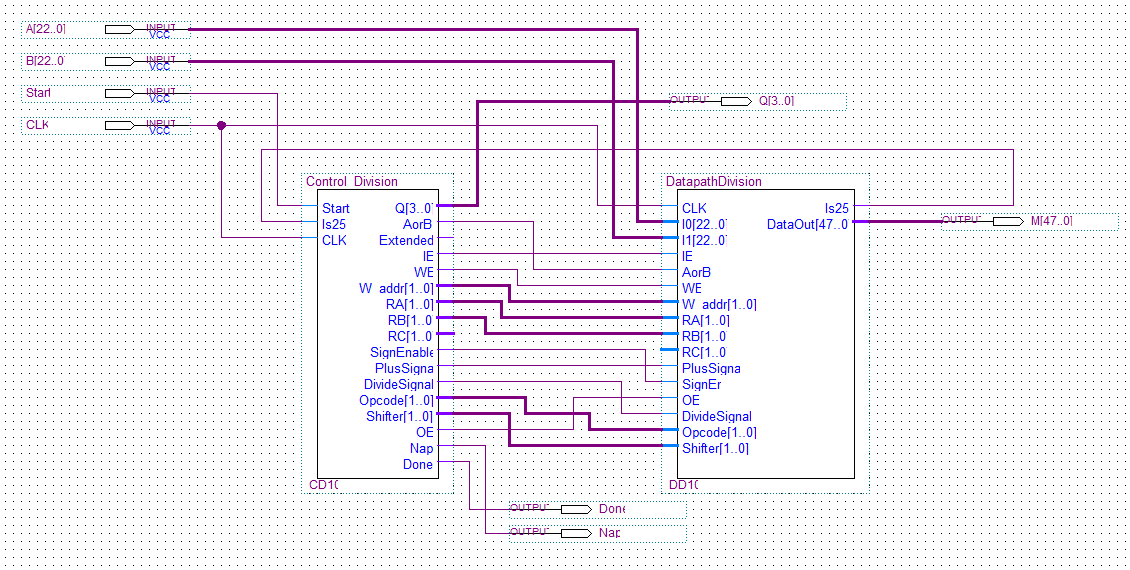 A[22..0] INPUT VCC
B[22..0] INPUT VCC
Start INPUT VCC
OUTPUT Q[3..0]
CLK INPUT VCC
Control_Division
DatapathDivision
Start
Is25
CLK
Q[3..0]
AorB
Extended
IE
WE
W_addr[1..0]
RA[1..0]
RB[1..0
RC[1..0
SignEnable
PlusSigna
DivideSignal
Opcode[1..0]
Shifter[1..0]
OE
Nap
Done
CD10
CLK
I0[22..0]
I1[22..0]
IE
AorB
WE
W_addr[1..0]
RA[1..0]
RB[1..0
RC[1..0
PlusSigna
SignEr
OE
DivideSignal
Opcode[1..0]
Shifter[1..0]
Is25
DataOut[47..0
DD10
OUTPUT M[47..0]
OUTPUT Done
OUTPUT Nap